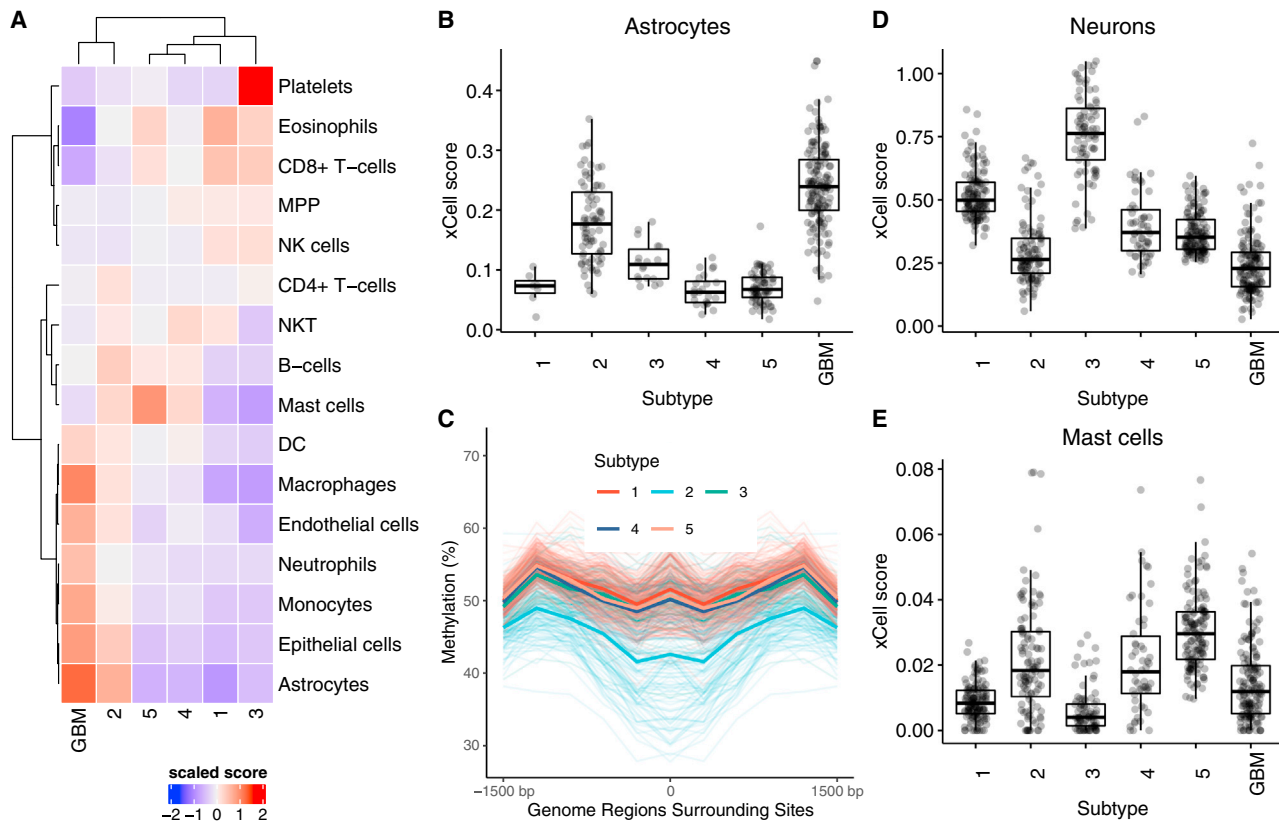 A
Platelets
Eosinophils
CD8+ T−cells
MPP
NK cells
CD4+ T−cells
NKT
B−cells
Mast cells
DC
Macrophages
Endothelial cells
Neutrophils
Monocytes
Epithelial cells
Astrocytes
GBM 2 5 4 1 3
scaled score
−2 −1 0 1 2
B
Astrocytes
xCell score
0.4
0.3
0.2
0.1
0.0
1 2 3 4 5 GBM
Subtype
C
Methylation (%)
70
60
50
40
30
Subtype
1 2 3
4 5
−1500 bp 0 1500 bp
Genome Regions Surrounding Sites
D
Neurons
xCell score
1.00
0.75
0.50
0.25
0.00
1 2 3 4 5 GBM
Subtype
E
Mast cells
xCell score
0.08
0.06
0.04
0.02
0.00
1 2 3 4 5 GBM
Subtype